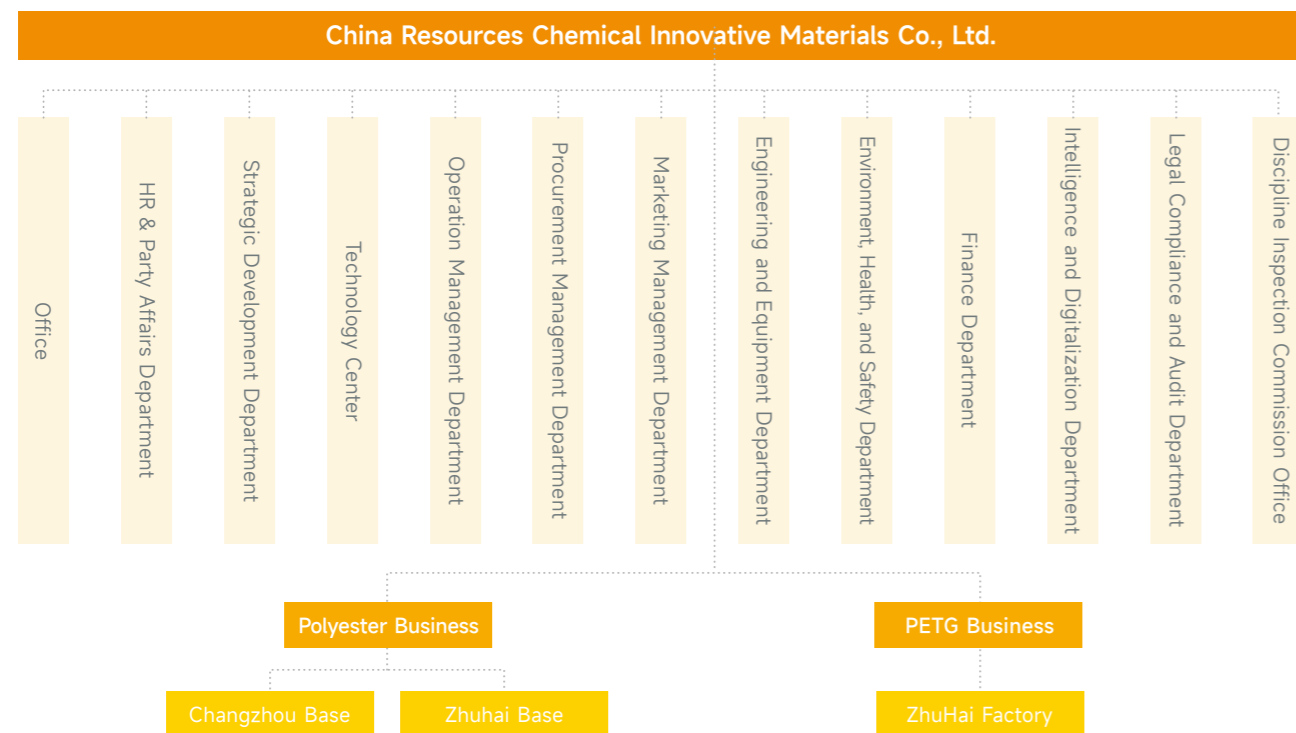 China Resources Chemical Innovative Materials Co., Ltd.
Office
HR & Party Affairs Department
Strategic Development Department
Technology Center
Operation Management Department
Procurement Management Department
Marketing Management Department
Engineering and Equipment Department
Environment, Health, and Safety Department
Finance Department
Intelligence and Digitalization Department
Legal Compliance and Audit Department
Discipline Inspection Commission Office
Polyester Business
PETG Business
Changzhou Base
Zhuhai Base
ZhuHai Factory